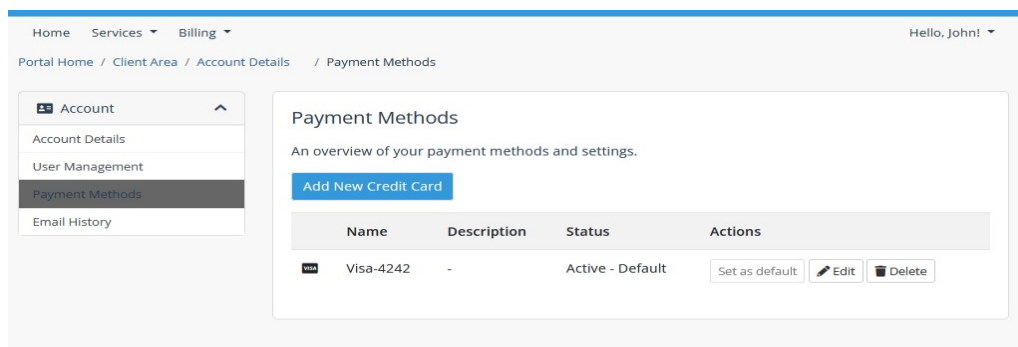 Home Services Billing Hello, John!
Portal Home / Client Area / Account Details / Payment Methods
Account
Account Details
User Management
Payment Methods
Email History
Payment Methods
An overview of your payment methods and settings.
Add New Credit Card
Name Description Status Actions
VISA Visa-4242 - Active - Default Set as default Edit Delete